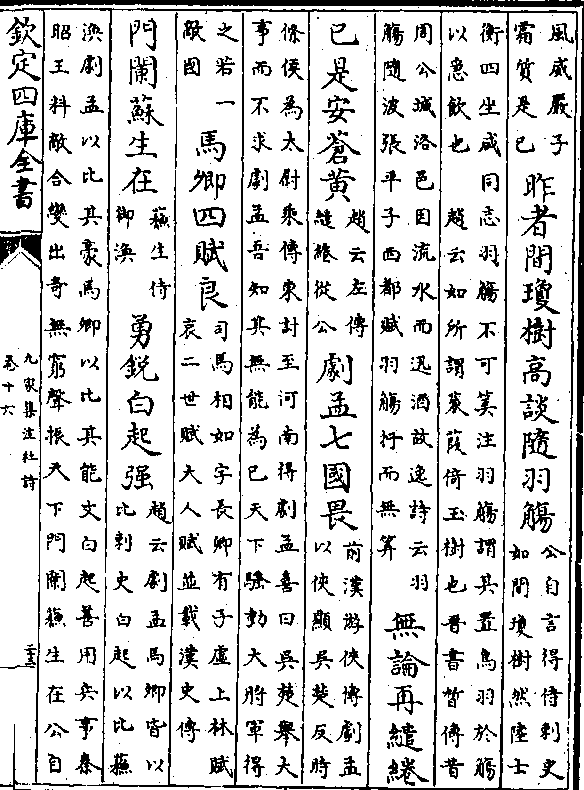 風威嚴子
霜質是已
昨者間瓊樹高談隨羽觴
公自言得侍刺史
如間瓊樹然陸士
衡四坐咸同志羽觴不可筭注羽觴謂其置鳥羽於觴
以急飲也 趙云如所謂蒹葭倚玉樹也晉書皆傳昔
周公城洛邑因流水而迅酒故逸詩云羽
觴隨波張平子西都賦羽觴行而無筭
無論再繾綣
已是安蒼黄
趙云左傳
繾綣從公
劇孟七國畏
前漢游俠傳劇孟
以俠顯吳楚反時
條侯為太尉乘傳東討至河南得劇孟喜曰吳楚舉大
事而不求劇孟吾知其無能為已天下騷動大將軍得
之若一
敵國
馬卿四賦良
司馬相如字長卿有子虛上林賦
哀二世賦大人賦並載漢史傳
門闌蘇生在
蘇生侍
御渙
勇銳白起强
趙云劇孟馬卿皆以
比刺史白起以比蘇
渙劇孟以比其豪馬卿以比其能文白起善用兵事秦
昭王料敵合變出奇無窮聲振天下門闌蘇生在公自
欽定四庫全書
九家集注杜詩
卷十六
二十三